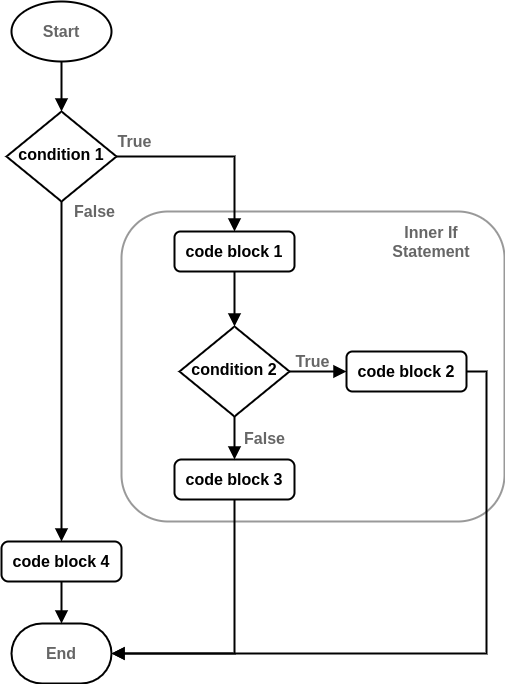 Start
True
condition 1
False
Inner If
Statement
code block 1
condition 2
True
code block 2
False
code block 3
code block 4
End